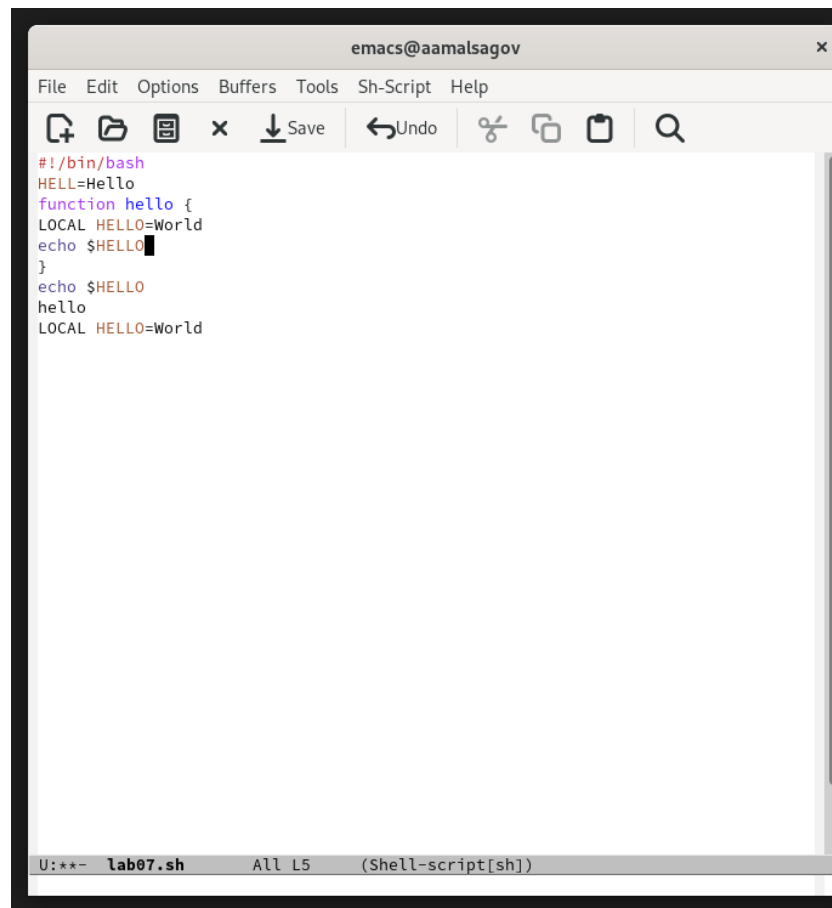 emacs@aamalsagov ×
File Edit Options Buffers Tools Sh-Script Help
Save Undo
#!/bin/bash
HELL=Hello
function hello {
LOCAL HELLO=World
echo $HELLO
}
echo $HELLO
hello
LOCAL HELLO=World
U:**- lab07.sh All L5 (Shell-script[sh])